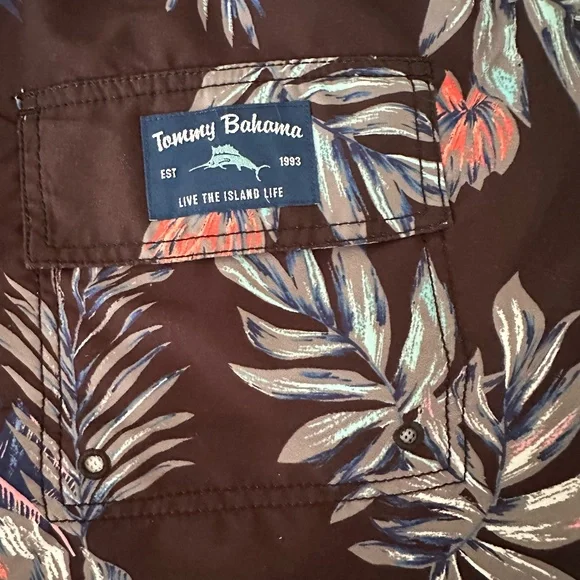 Tommy Bahama
EST 1993
LIVE THE ISLAND LIFE